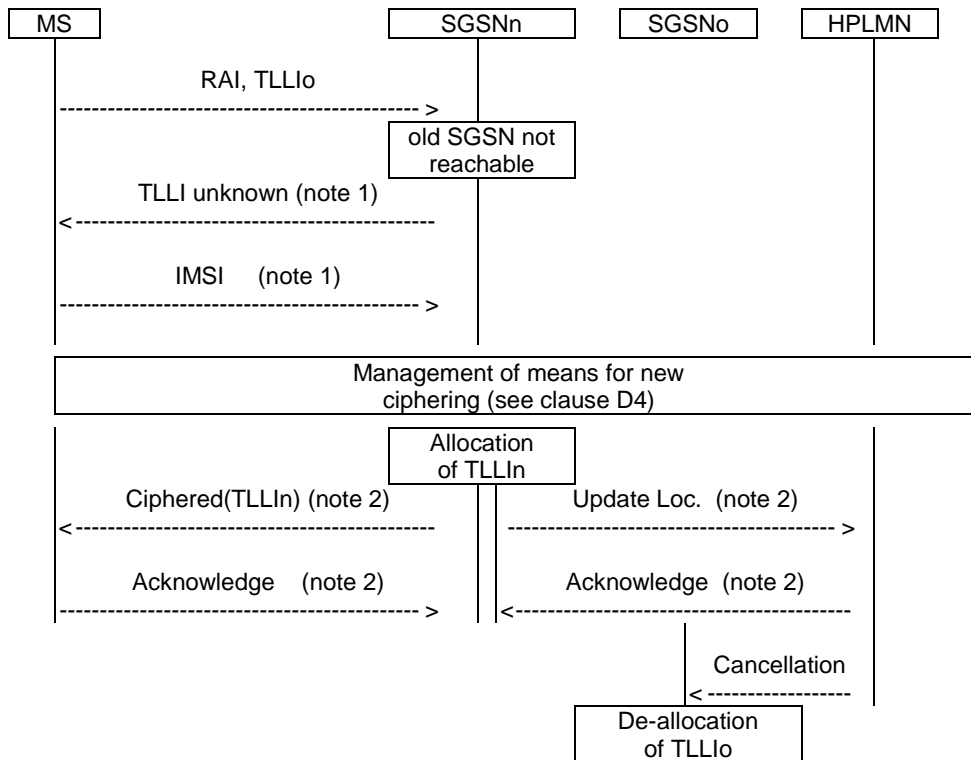 MS SGSNn SGSNo HPLMN
RAI, TLLIo
old SGSN not
reachable
TLLI unknown (note 1)
IMSI (note 1)
Management of means for new
ciphering (see clause D4)
Allocation
of TLLIn
Ciphered(TLLIn) (note 2) Update Loc. (note 2)
Acknowledge (note 2) Acknowledge (note 2)
Cancellation
De-allocation
of TLLIo